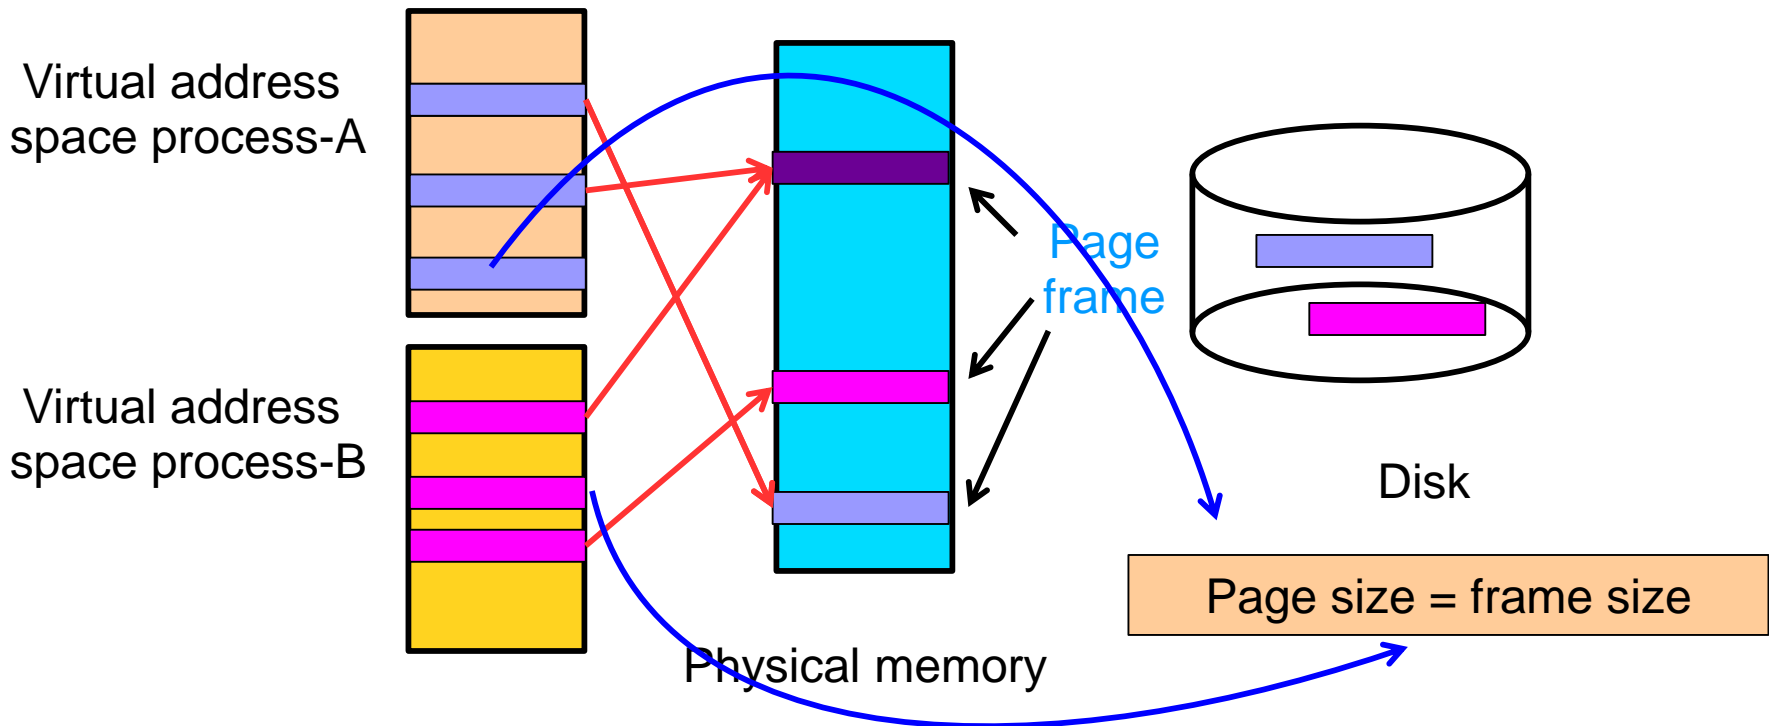 Virtual address
space process-A
Page
frame
Virtual address
space process-B
Disk
Page size = frame size
Physical memory